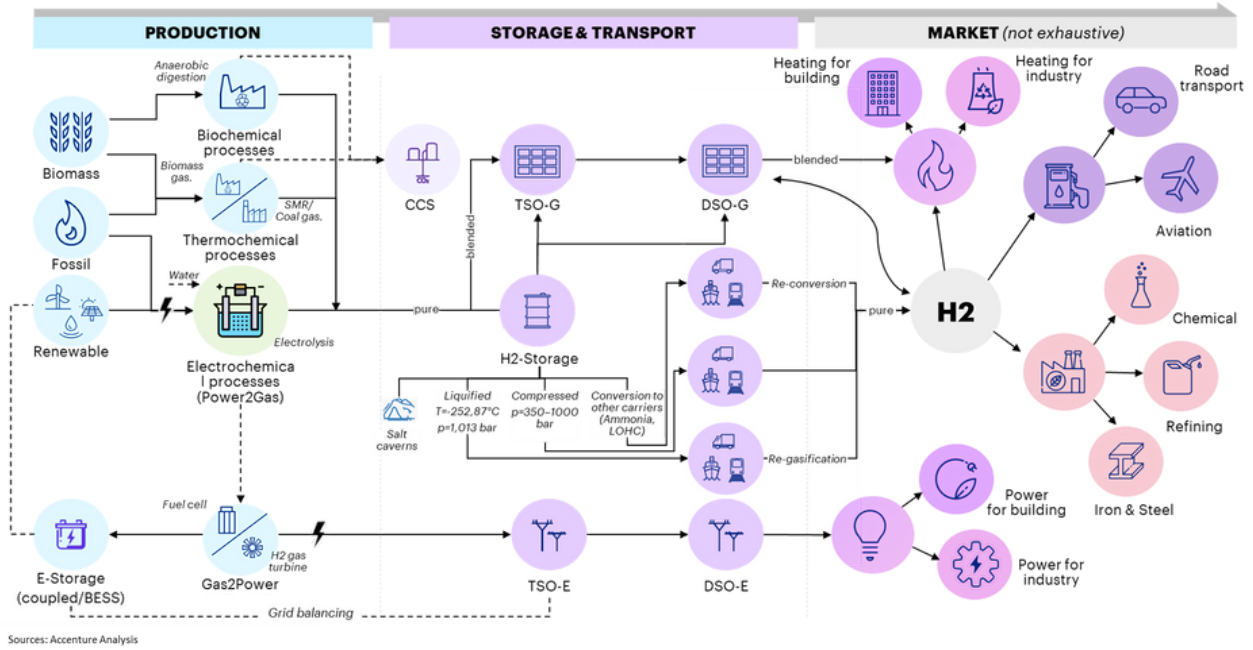 PRODUCTION
STORAGE & TRANSPORT
MARKET (not exhaustive)
Anaerobic
digestion
Biochemical
processes
Biomass
Biomass
gas.
SMR/
Coal gas.
Thermochemical
processes
Fossil
Water
Renewable
Electrolysis
Electrochemica
l processes
(Power2Gas)
Fuel cell
H2 gas
turbine
Gas2Power
E-Storage
(coupled/BESS)
Grid balancing
CO₂
CCS
blended
TSO-G
DSO-G
pure
H2-Storage
Salt
caverns
Liquified
T=-252,87°C
p=1,013 bar
Compressed
p=350-1000
bar
Conversion to
other carriers
(Ammonia,
LOHC)
Re-conversion
Re-gasification
pure
blended
TSO-E
DSO-E
Heating for
building
Heating for
industry
Road
transport
Aviation
H2
Chemical
Refining
Iron & Steel
Power
for building
Power for
industry
Sources: Accenture Analysis